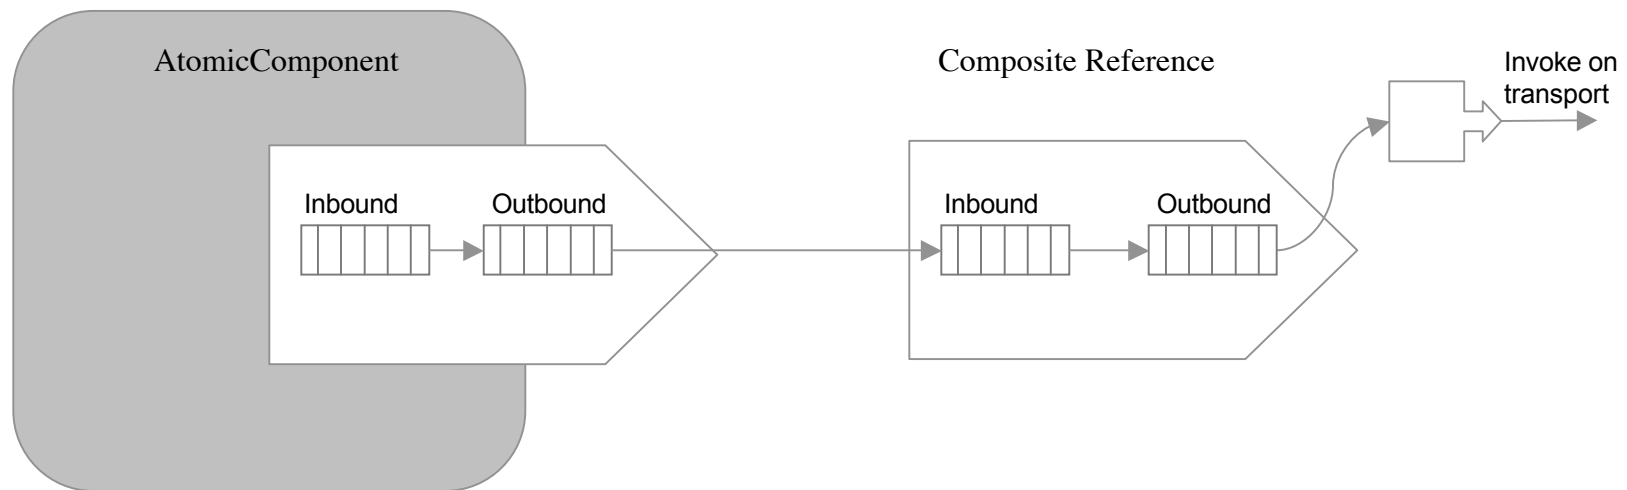 AtomicComponent
Composite Reference
Invoke on
transport
Inbound
Outbound
Inbound
Outbound